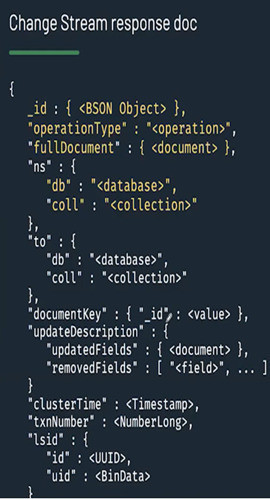 Change Stream response doc
{
_id : { <BSON Object> },
"operationType" : "<operation>",
"fullDocument" : { <document> },
"ns" : {
"db" : "<database>",
"coll" : "<collection>"
},
"to" : {
"db" : "<database>",
"coll" : "<collection>"
},
"documentKey" : { "_id" : <value> },
"updateDescription" : {
"updatedFields" : { <document> },
"removedFields" : [ "<field>", ... ]
}
"clusterTime" : <Timestamp>,
"txnNumber" : <NumberLong>,
"lsid" : {
"id" : <UUID>,
"uid" : <BinData>
}